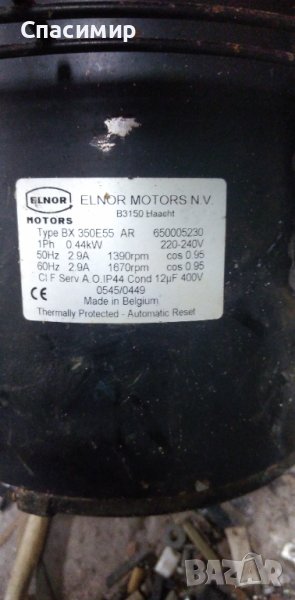 Спасимир
ELNOR
MOTORS
ELNOR MOTORS N.V.
B3150 Haacht
Type BX 350E55 AR 650005230
1Ph 0.44kW 220-240V
50Hz 2.9A 1390rpm cos 0.95
60Hz 2.9A 1670rpm cos 0.95
Cl F Serv A.O. IP44 Cond 12µF 400V
CE 0545/0449
Made in Belgium
Thermally Protected - Automatic Reset
BAZAR